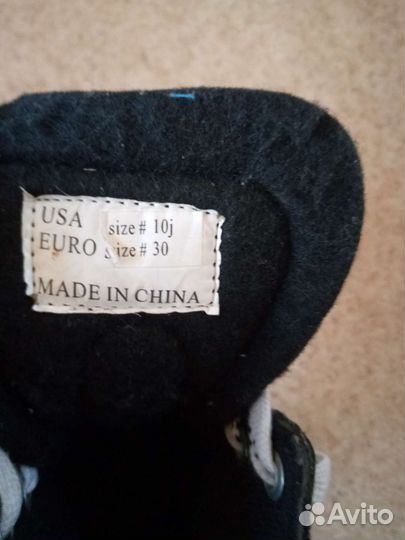 USA size # 10j
EURO size # 30
MADE IN CHINA
Avito